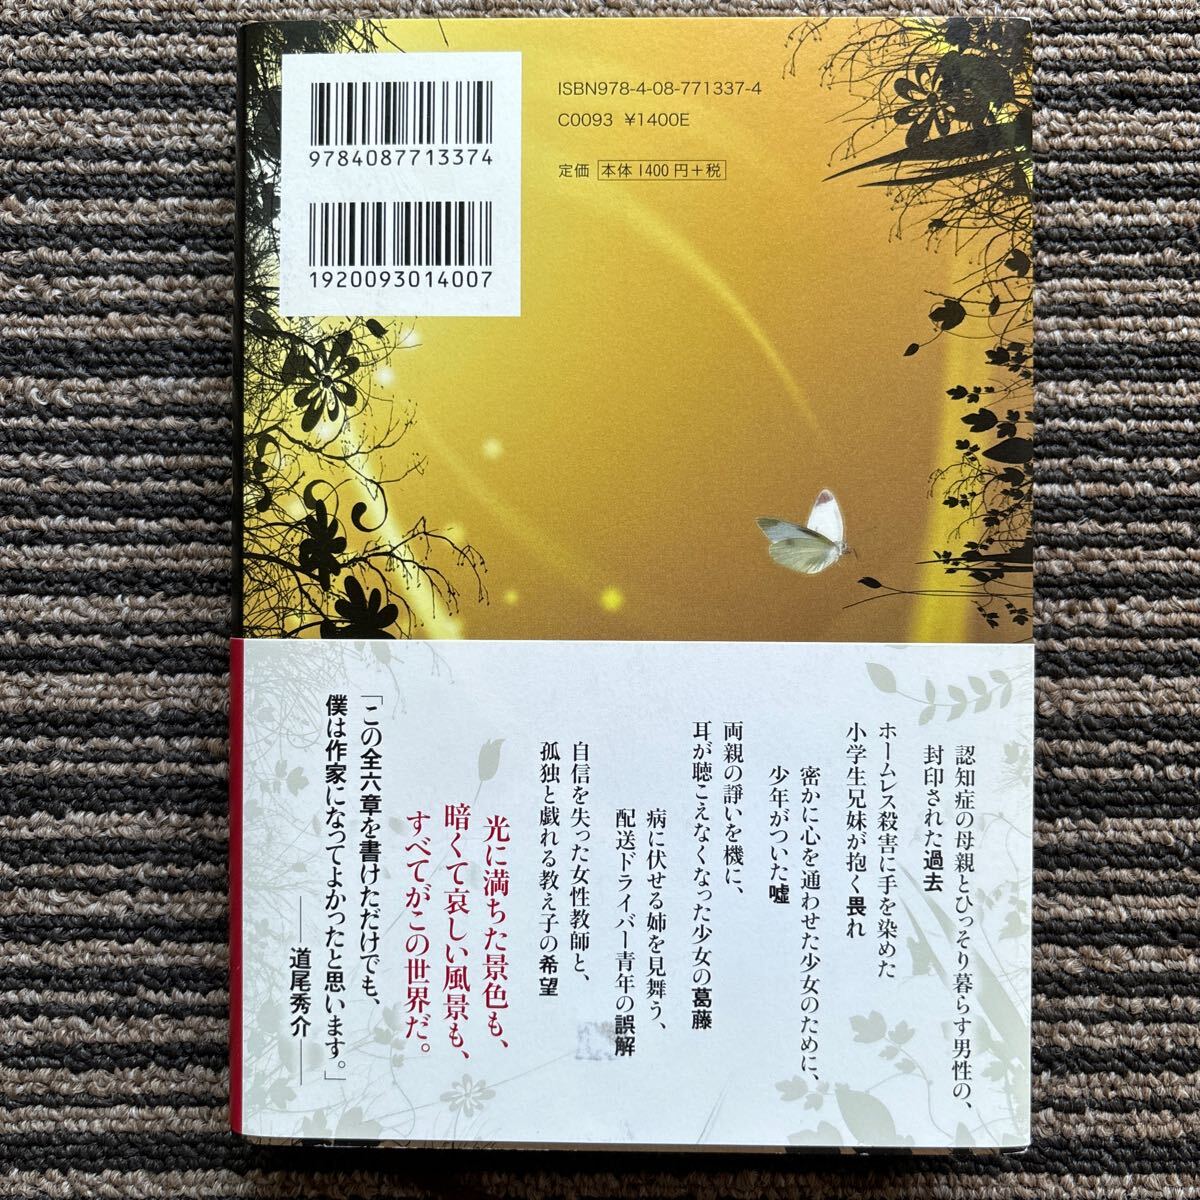 9784087713374
1920093014007
ISBN978-4-08-771337-4
C0093 ¥1400E
定価 本体1400円+税
認知症の母親とひっそり暮らす男性の、
封印された過去
ホームレス殺害に手を染めた
小学生兄妹が抱く畏れ
密かに心を通わせた少女のために、
少年がついた嘘
両親の諍いを機に、
耳が聴こえなくなった少女の葛藤
病に伏せる姉を見舞う、
配送ドライバー青年の誤解
自信を失った女性教師と、
孤独と戯れる教え子の希望
光に満ちた景色も、
暗くて哀しい風景も、
すべてがこの世界だ。
「この全六章を書けただけでも、
僕は作家になってよかったと思います。」
――道尾秀介――